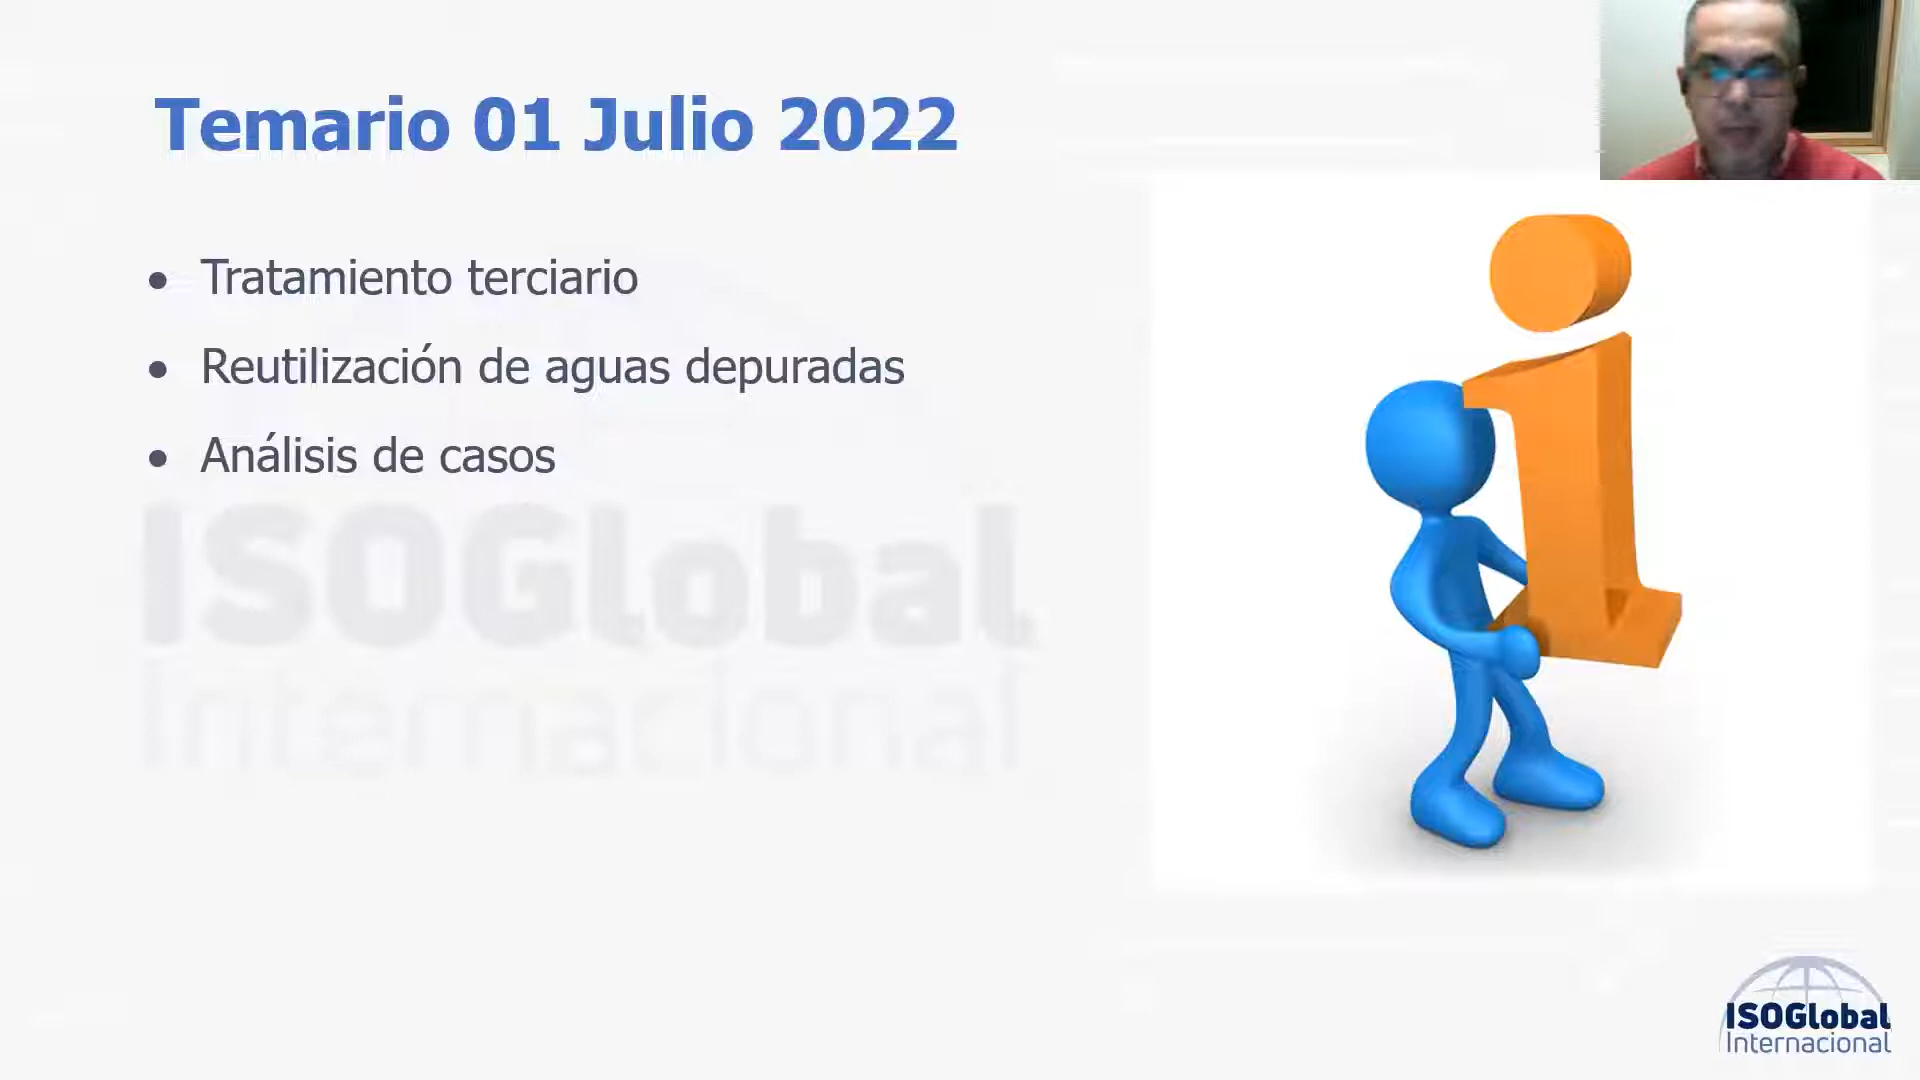 Temario 01 Julio 2022
• Tratamiento terciario
• Reutilización de aguas depuradas
• Análisis de casos
ISOGlobal
Internacional
i
ISOGlobal
Internacional